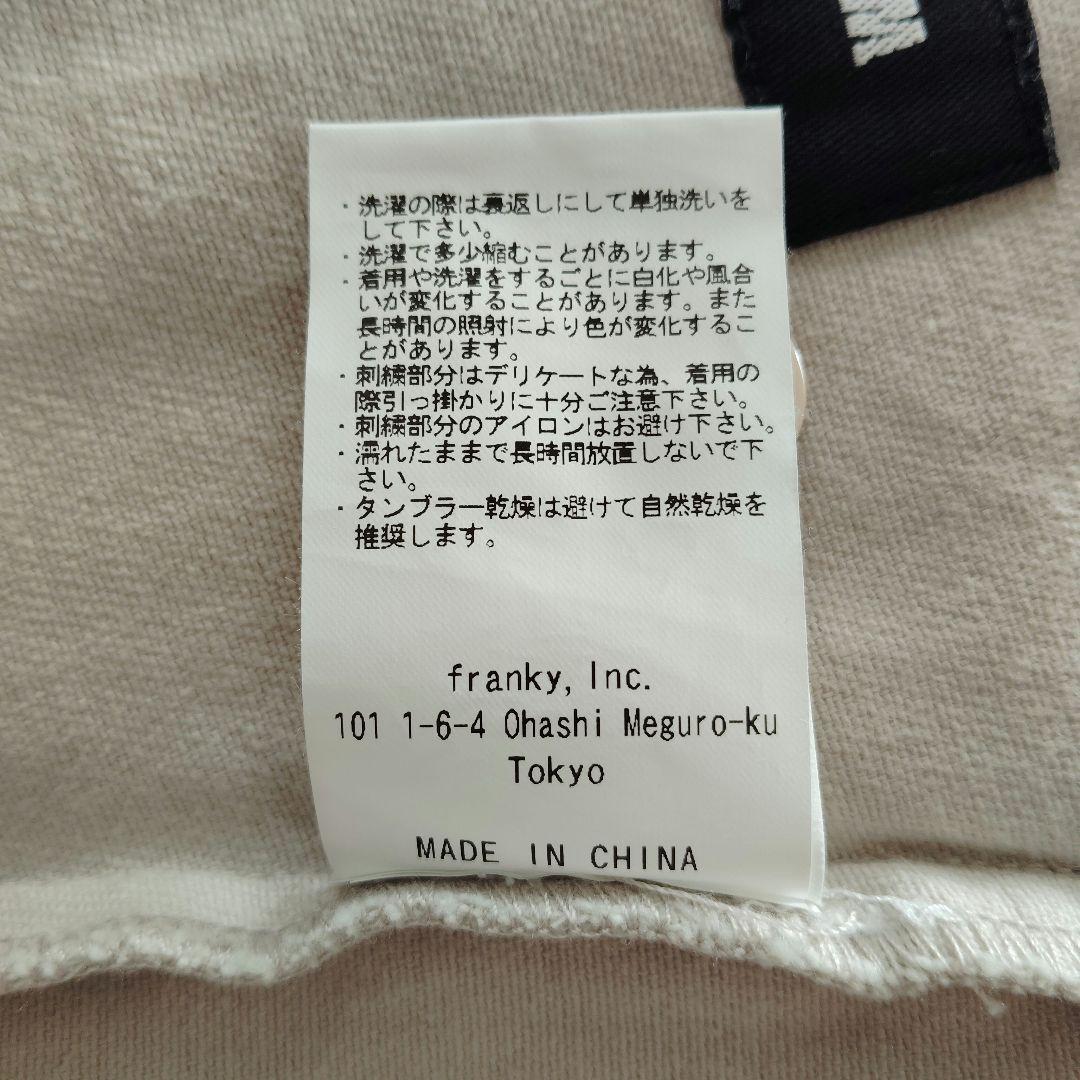 ・洗濯の際は裏返しにして単独洗いを
して下さい。
・洗濯で多少縮むことがあります。
・着用や洗濯をするごとに白化や風合
いが変化することがあります。また
長時間の照射により色が変化するこ
とがあります。
・刺繍部分はデリケートな為、着用の
際引っ掛かりに十分ご注意下さい。
・刺繍部分のアイロンはお避け下さい。
・濡れたままで長時間放置しないで下
さい。
・タンブラー乾燥は避けて自然乾燥を
推奨します。
franky, Inc.
101 1-6-4 Ohashi Meguro-ku
Tokyo
MADE IN CHINA